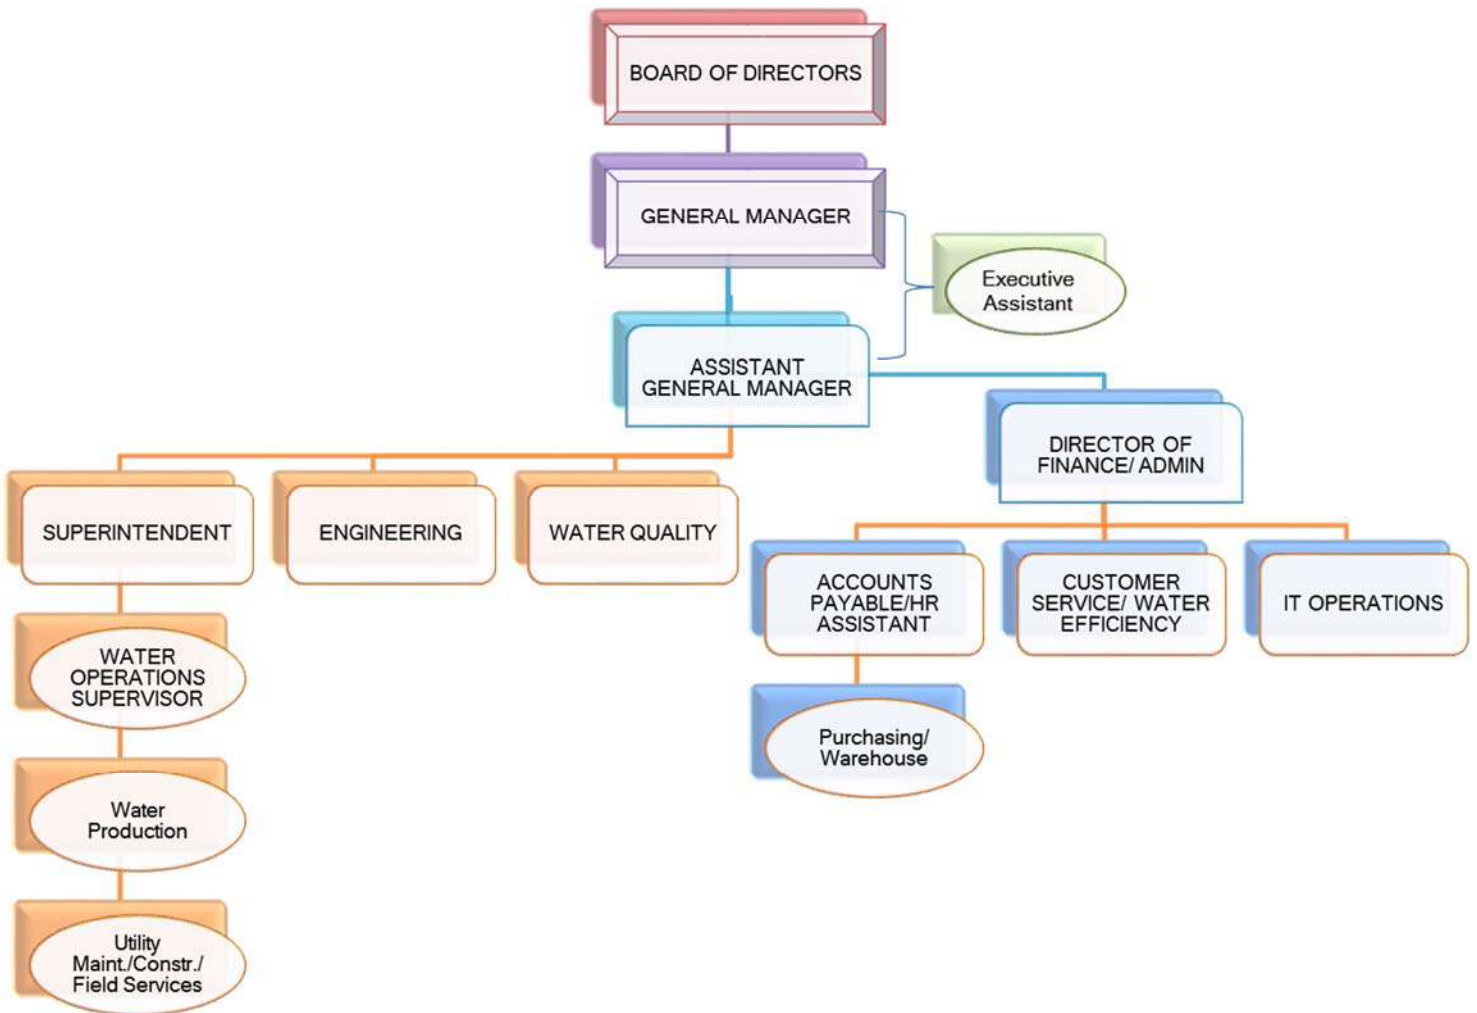 BOARD OF DIRECTORS
GENERAL MANAGER
Executive
Assistant
ASSISTANT
GENERAL MANAGER
DIRECTOR OF
FINANCE/ ADMIN
SUPERINTENDENT
ENGINEERING
WATER QUALITY
ACCOUNTS
PAYABLE/HR
ASSISTANT
CUSTOMER
SERVICE/ WATER
EFFICIENCY
IT OPERATIONS
WATER
OPERATIONS
SUPERVISOR
Purchasing/
Warehouse
Water
Production
Utility
Maint./Constr./
Field Services